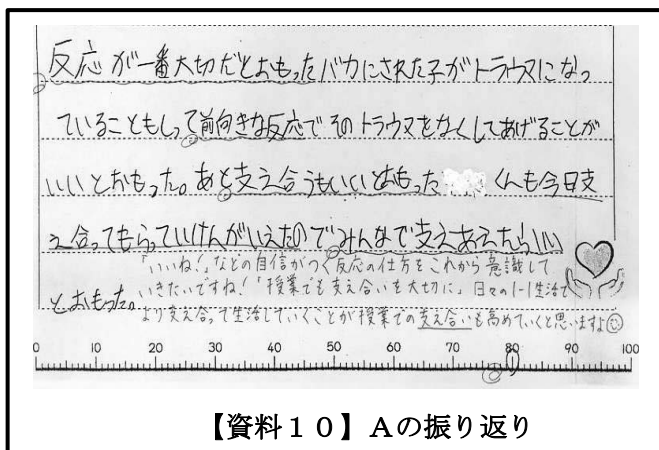 反応が一番大切だとおもったバカにされた子がトラウマになっ
ていることもしって前向きな反応でそのトラウマをなくしてあげることが
いいとおもった。あと支え合うもいいとおもった くんも今日支
え合ってもらっていけんがいえたのでみんなで支えあえたらいい
とおもった。
「いいね!」などの自信がつく反応の仕方をこれから意識して
いきたいですね!「授業でも支え合いを大切に」日々の1-1生活で
より支え合って生活していくことが授業での支え合いも高めていくと思いますよ
0 10 20 30 40 50 60 70 80 90 100
【資料10】Aの振り返り